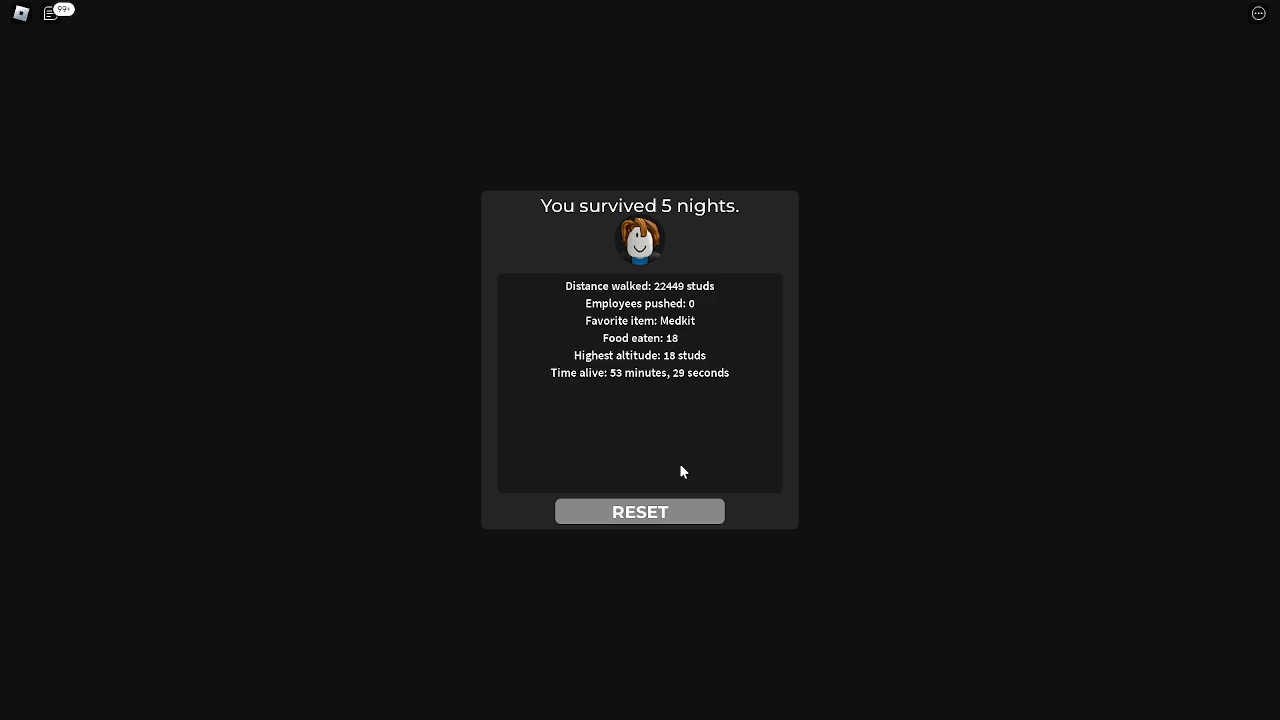 99+
You survived 5 nights.
Distance walked: 22449 studs
Employees pushed: 0
Favorite item: Medkit
Food eaten: 18
Highest altitude: 18 studs
Time alive: 53 minutes, 29 seconds
RESET